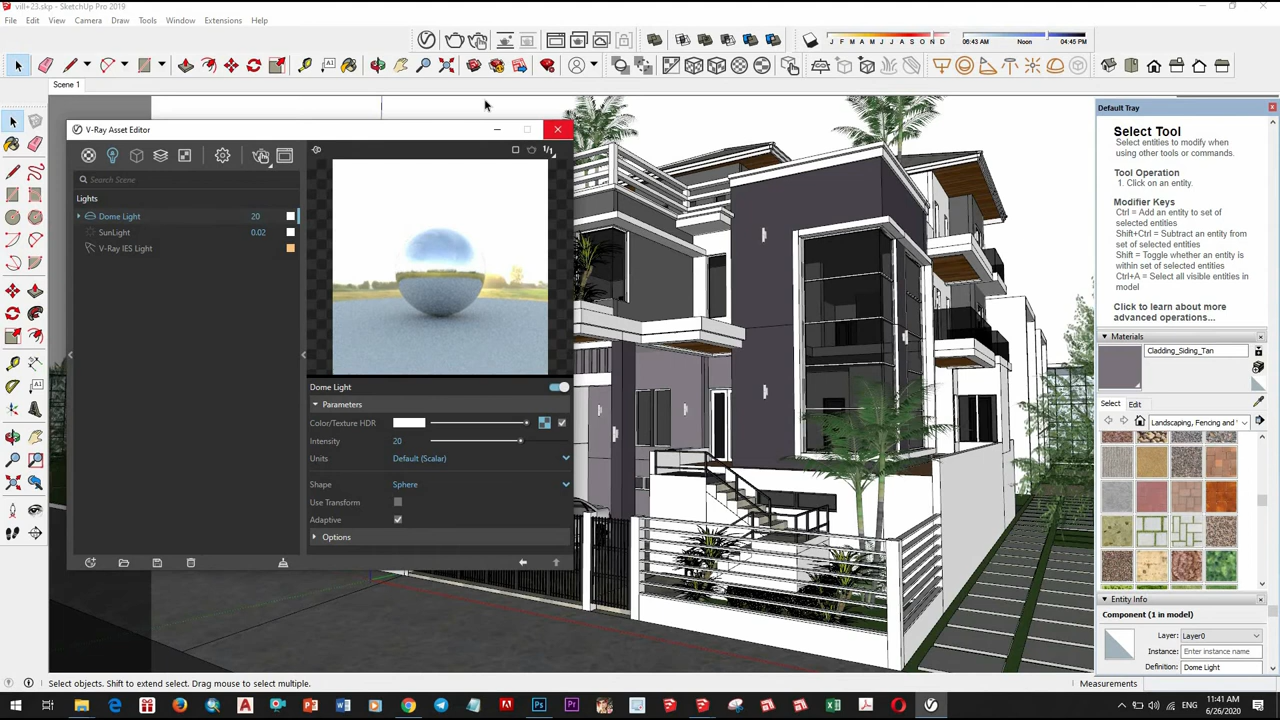 vill+23.skp - SketchUp Pro 2019
File Edit View Camera Draw Tools Window Extensions Help
J F M A M J J A S O N D
06:43 AM Noon 04:45 PM
Scene 1
V-Ray Asset Editor
1/1
Search Scene
Lights
Dome Light 20
SunLight 0.02
V-Ray IES Light
Dome Light
Parameters
Color/Texture HDR
Intensity 20
Units Default (Scalar)
Shape Sphere
Use Transform
Adaptive
Options
Default Tray
Select Tool
Select entities to modify when
using other tools or commands.
Tool Operation
1. Click on an entity.
Modifier Keys
Ctrl = Add an entity to set of
selected entities
Shift+Ctrl = Subtract an entity from
set of selected entities
Shift = Toggle whether an entity is
within set of selected entities
Ctrl+A = Select all visible entities in
model
Click to learn about more
advanced operations...
Materials
Cladding_Siding_Tan
Select Edit
Landscaping, Fencing and
Entity Info
Component (1 in model)
Layer: Layer0
Instance: Enter instance name
Definition: Dome Light
Select objects. Shift to extend select. Drag mouse to select multiple.
Measurements
ENG
11:41 AM
6/26/2020